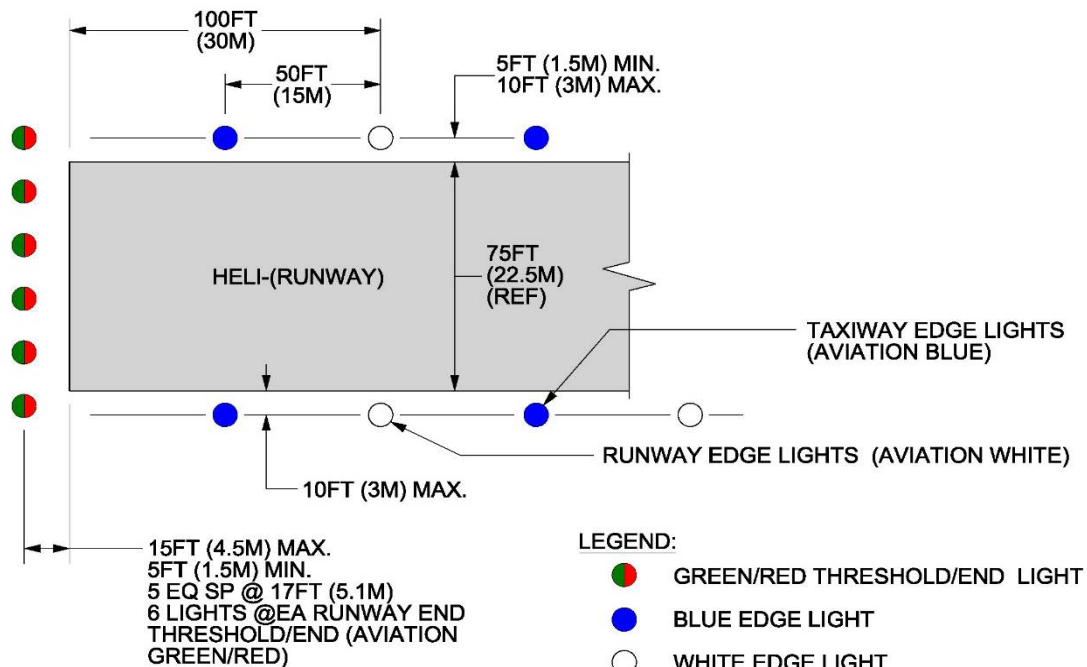 100FT
(30M)
50FT
(15M)
5FT (1.5M) MIN.
10FT (3M) MAX.
HELI-(RUNWAY)
75FT
(22.5M)
(REF)
TAXIWAY EDGE LIGHTS
(AVIATION BLUE)
RUNWAY EDGE LIGHTS (AVIATION WHITE)
10FT (3M) MAX.
15FT (4.5M) MAX.
5FT (1.5M) MIN.
5 EQ SP @ 17FT (5.1M)
6 LIGHTS @EA RUNWAY END
THRESHOLD/END (AVIATION
GREEN/RED)
LEGEND:
GREEN/RED THRESHOLD/END LIGHT
BLUE EDGE LIGHT
WHITE EDGE LIGHT